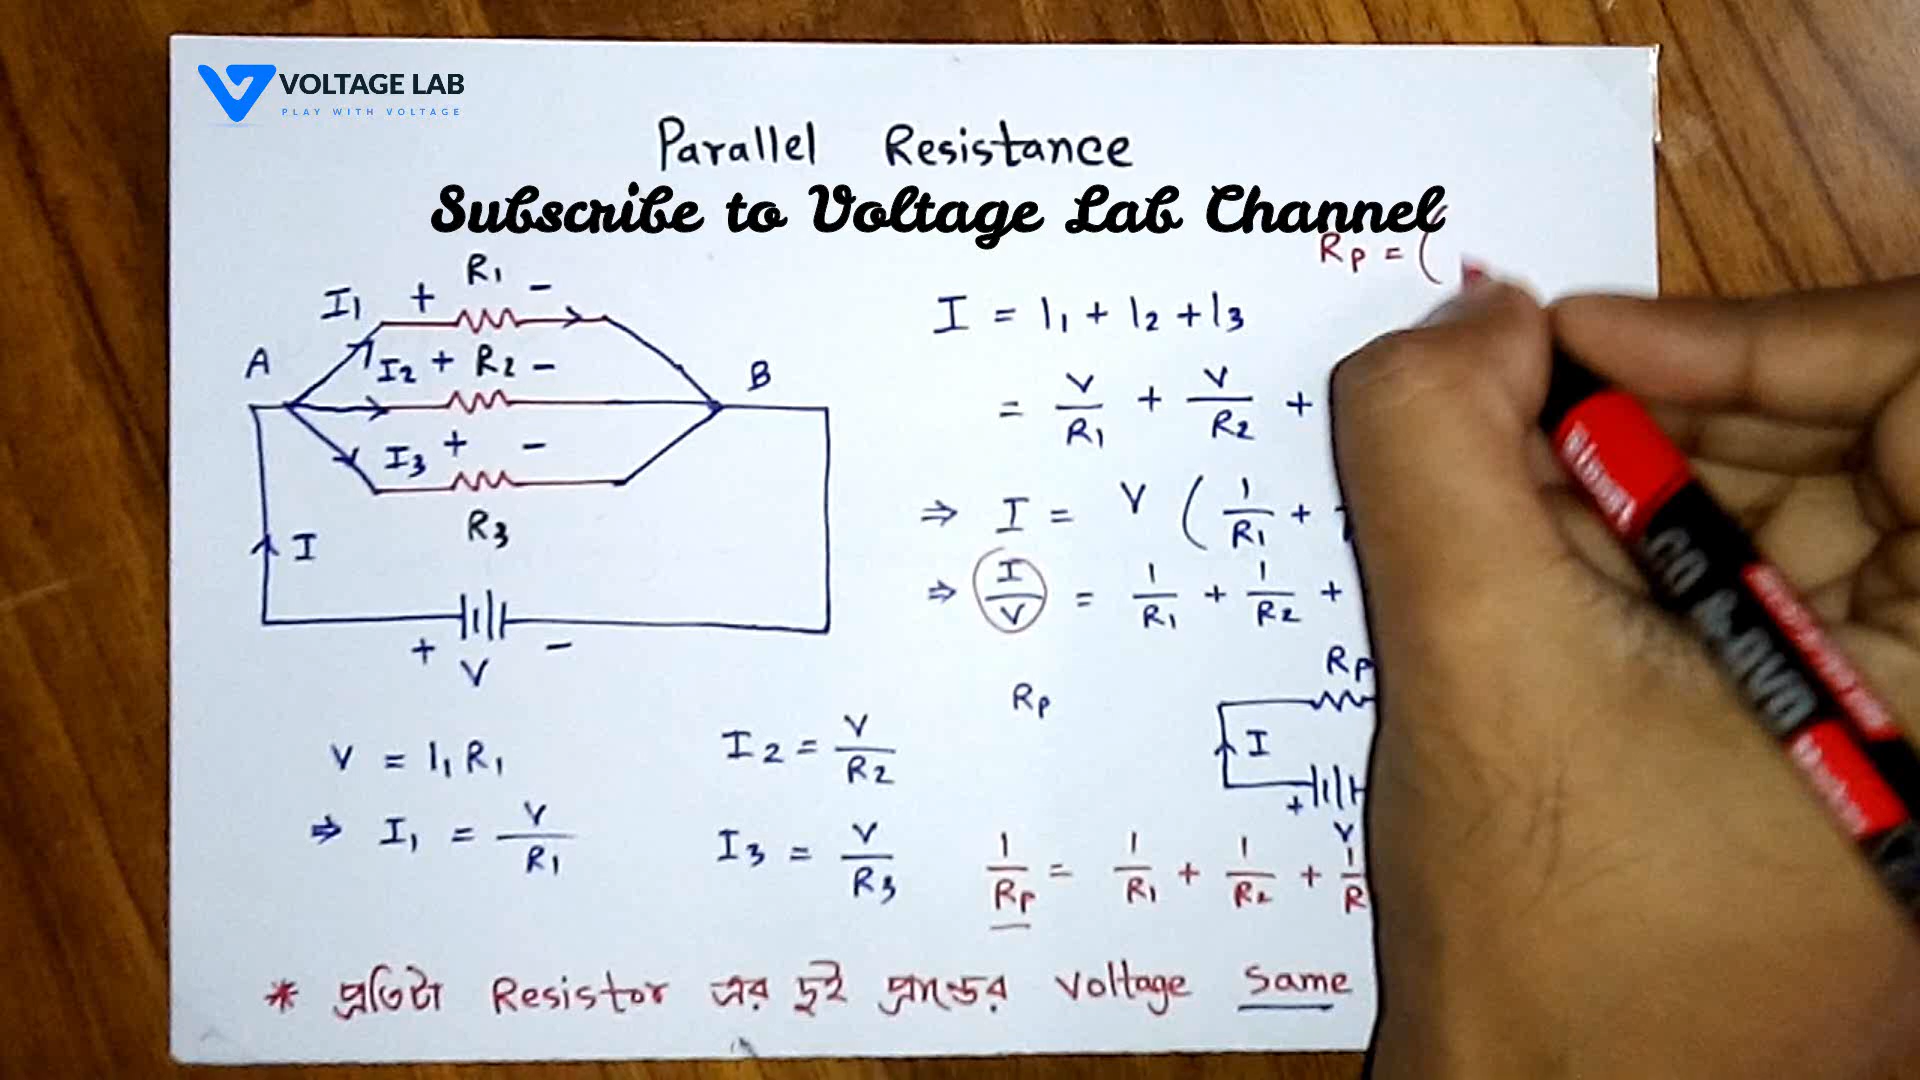 VOLTAGE LAB
PLAY WITH VOLTAGE
Parallel Resistance
Subscribe to Voltage Lab Channel
Rp = (
R1
I1 + -
I = I1 + I2 + I3
A I2 + R2 - B
= V/R1 + V/R2 +
I3 + -
R3
⇒ I = V ( 1/R1 +
I
⇒ I/V = 1/R1 + 1/R2 +
+ V -
Rp
Rp
I
+
V
V = I1 R1
I2 = V/R2
⇒ I1 = V/R1
I3 = V/R3
1/Rp = 1/R1 + 1/R2 + 1/R
* প্রতিটা Resistor এর দুই প্রান্তের Voltage Same